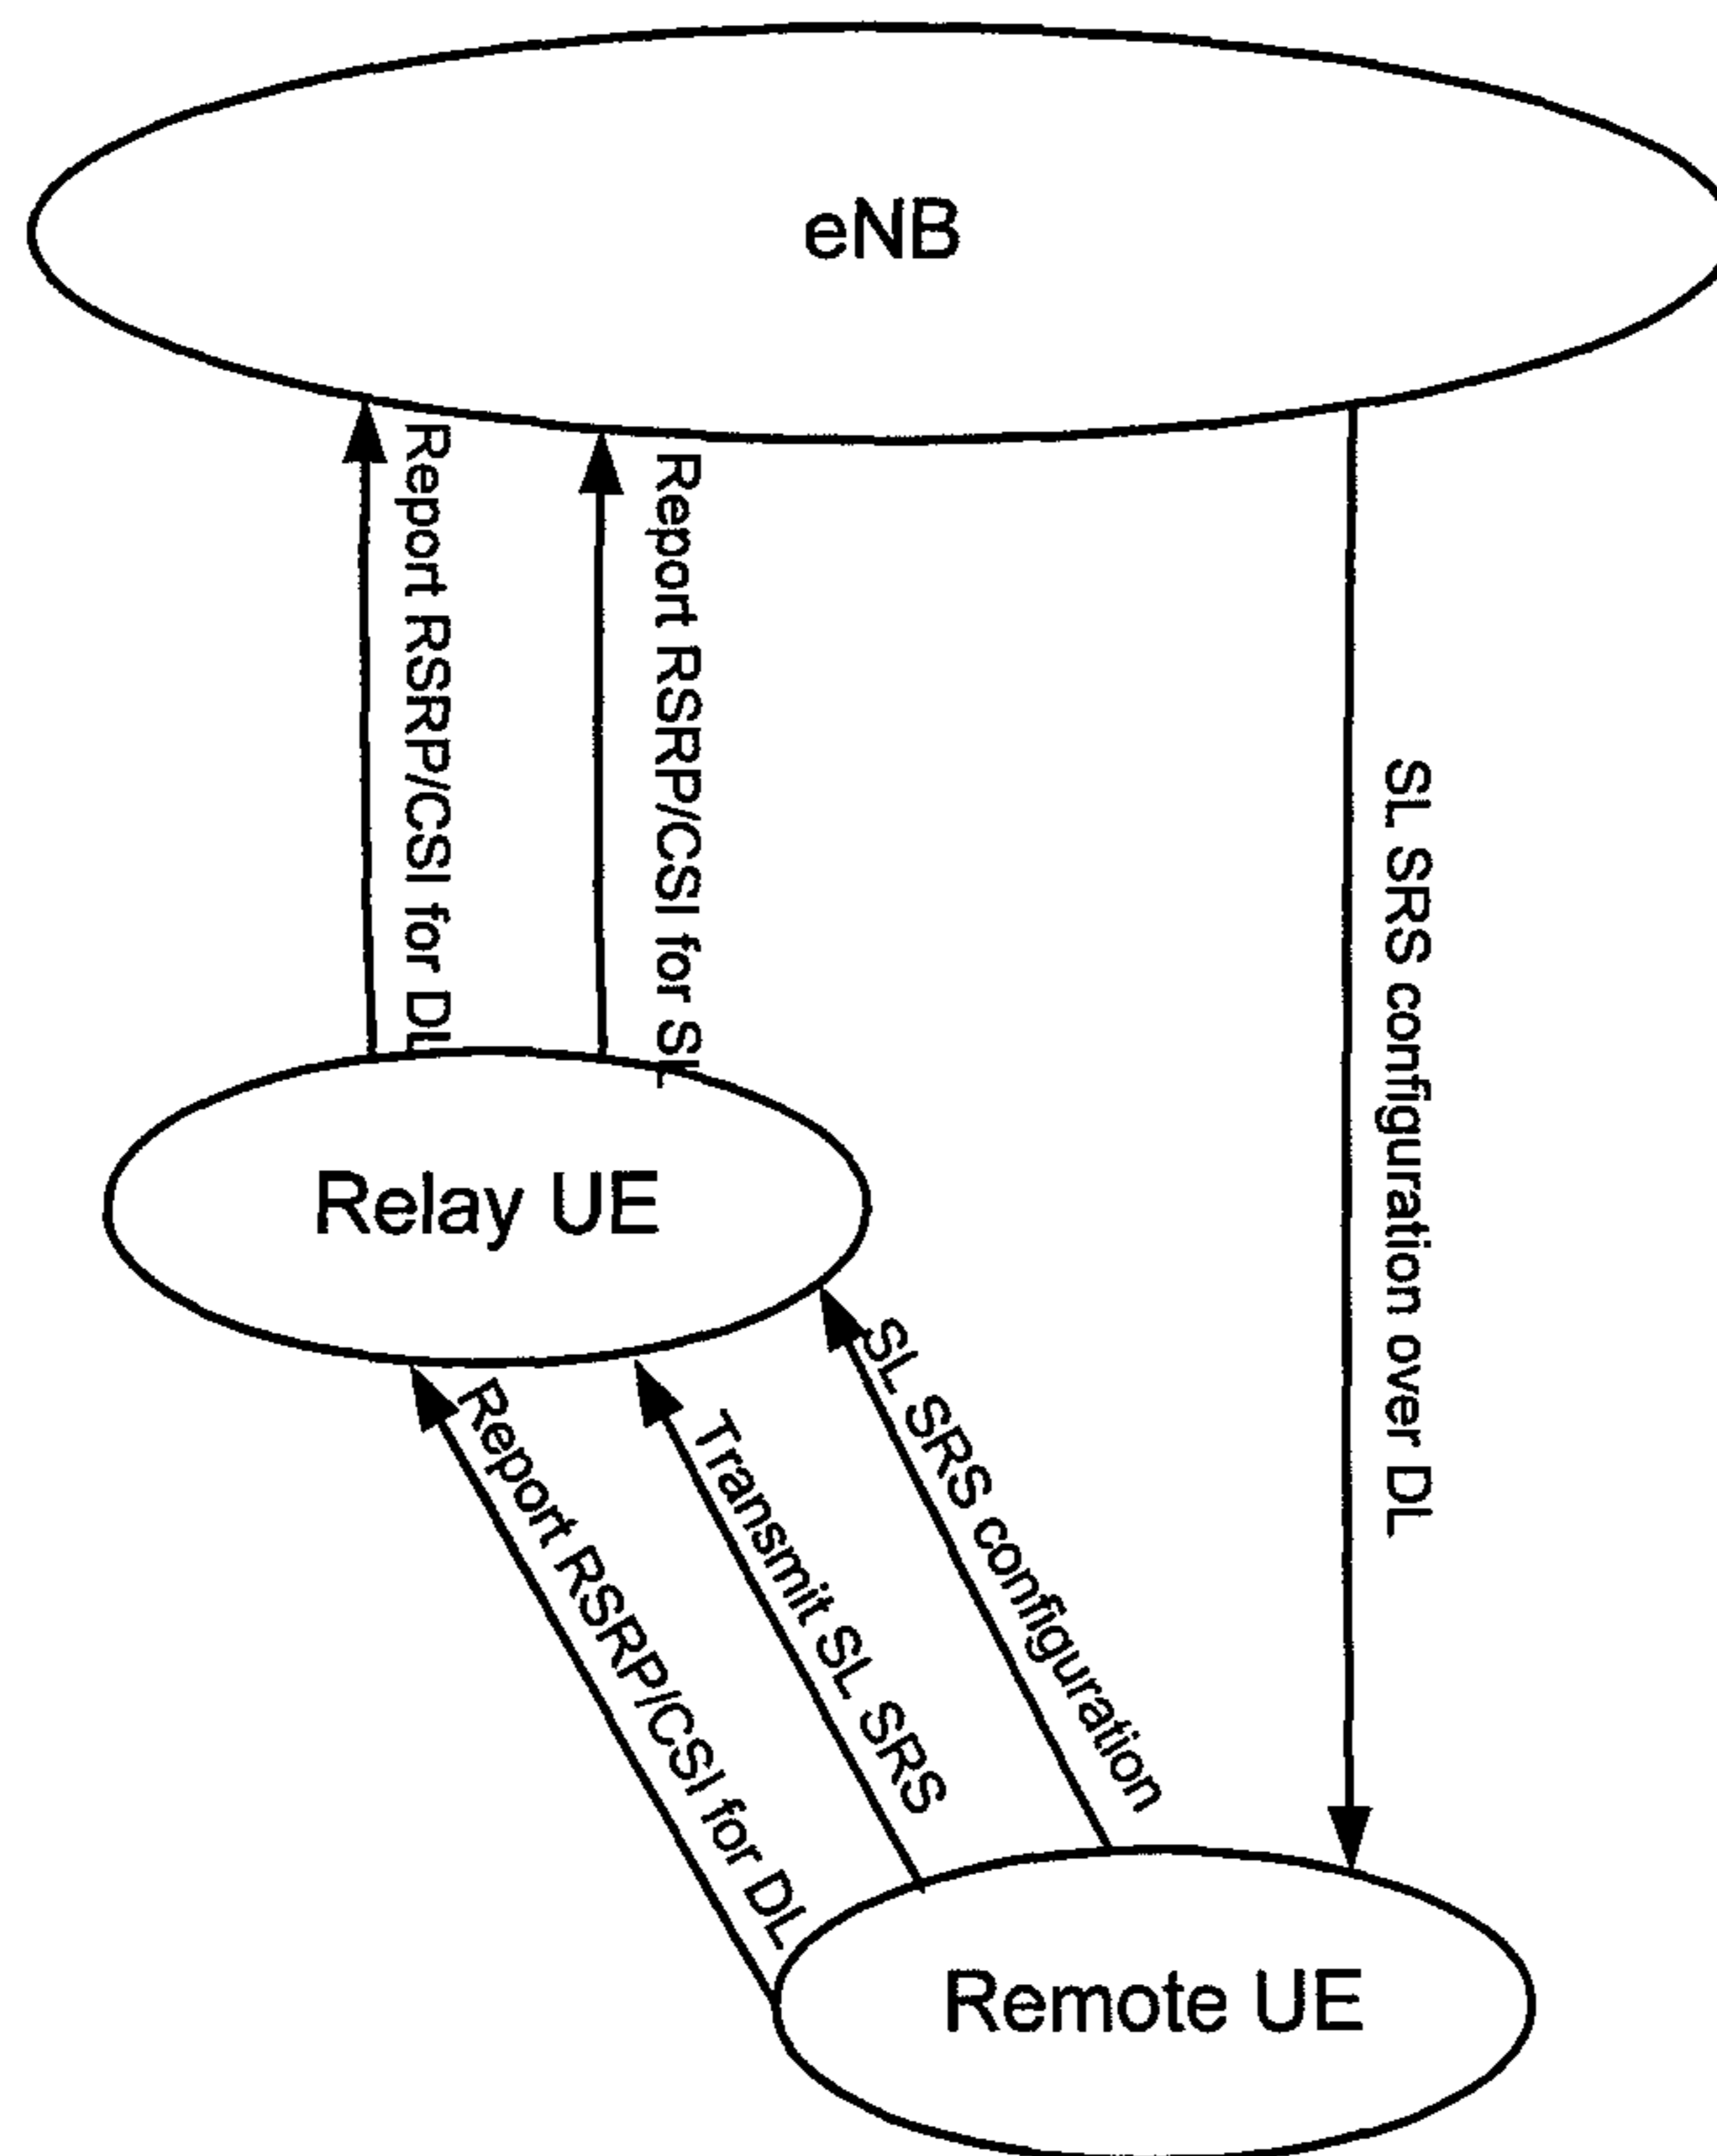 eNB
Report RSRP/CSI for DL
Report RSRP/CSI for SL
SL SRS configuration over DL
Relay UE
SL SRS configuration
Transmit SL SRS
Report RSRP/CSI for DL
Remote UE